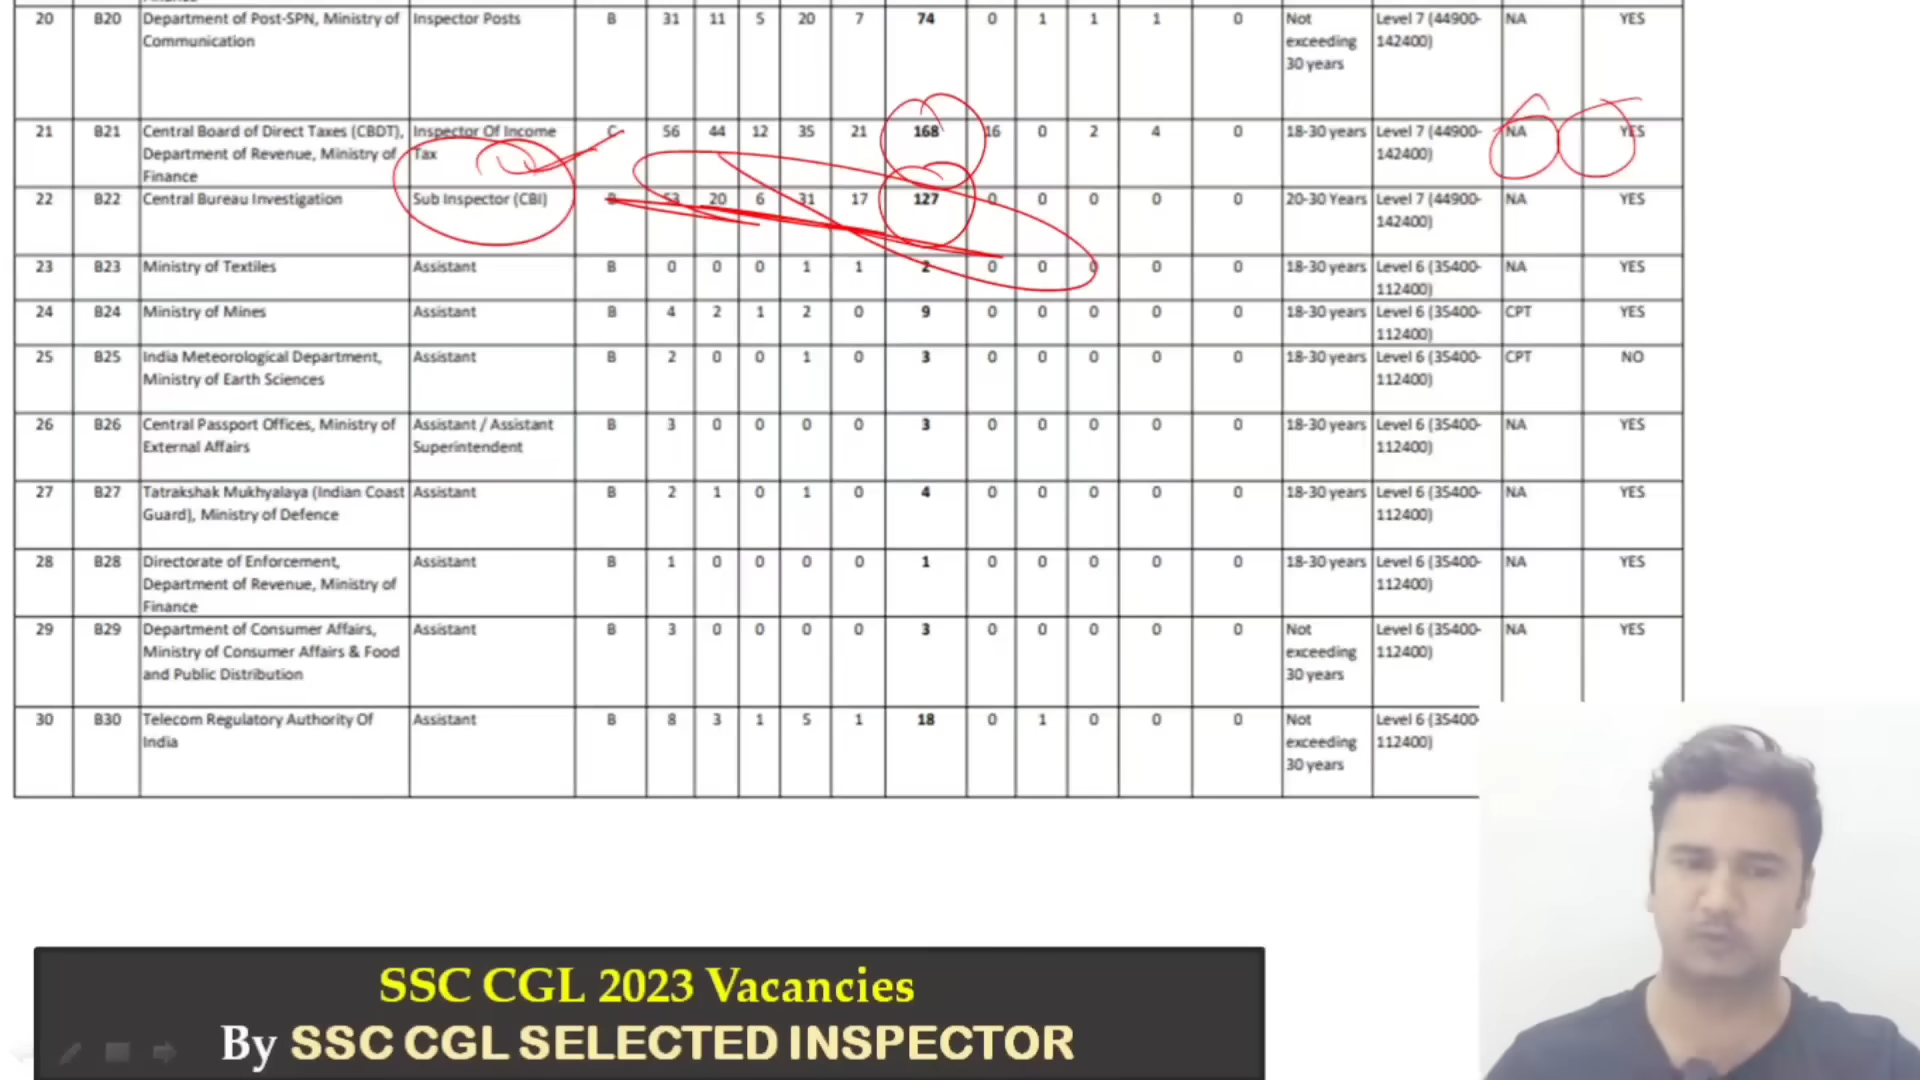 20 B20 Department of Post-SPN, Ministry of Inspector Posts B 31 11 5 20 7 74 0 1 1 1 0 Not Level 7 (44900- NA YES
Communication exceeding 142400)
30 years
21 B21 Central Board of Direct Taxes (CBDT), Inspector Of Income C 56 44 12 35 21 168 16 0 2 4 0 18-30 years Level 7 (44900- NA YES
Department of Revenue, Ministry of Tax 142400)
Finance
22 B22 Central Bureau Investigation Sub Inspector (CBI) B 53 20 6 31 17 127 0 0 0 0 0 20-30 Years Level 7 (44900- NA YES
142400)
23 B23 Ministry of Textiles Assistant B 0 0 0 1 1 2 0 0 0 0 0 18-30 years Level 6 (35400- NA YES
112400)
24 B24 Ministry of Mines Assistant B 4 2 1 2 0 9 0 0 0 0 0 18-30 years Level 6 (35400- CPT YES
112400)
25 B25 India Meteorological Department, Assistant B 2 0 0 1 0 3 0 0 0 0 0 18-30 years Level 6 (35400- CPT NO
Ministry of Earth Sciences 112400)
26 B26 Central Passport Offices, Ministry of Assistant / Assistant B 3 0 0 0 0 3 0 0 0 0 0 18-30 years Level 6 (35400- NA YES
External Affairs Superintendent 112400)
27 B27 Tatrakshak Mukhyalaya (Indian Coast Assistant B 2 1 0 1 0 4 0 0 0 0 0 18-30 years Level 6 (35400- NA YES
Guard), Ministry of Defence 112400)
28 B28 Directorate of Enforcement, Assistant B 1 0 0 0 0 1 0 0 0 0 0 18-30 years Level 6 (35400- NA YES
Department of Revenue, Ministry of 112400)
Finance
29 B29 Department of Consumer Affairs, Assistant B 3 0 0 0 0 3 0 0 0 0 0 Not Level 6 (35400- NA YES
Ministry of Consumer Affairs & Food exceeding 112400)
and Public Distribution 30 years
30 B30 Telecom Regulatory Authority Of Assistant B 8 3 1 5 1 18 0 1 0 0 0 Not Level 6 (35400-
India exceeding 112400)
30 years
SSC CGL 2023 Vacancies
By SSC CGL SELECTED INSPECTOR